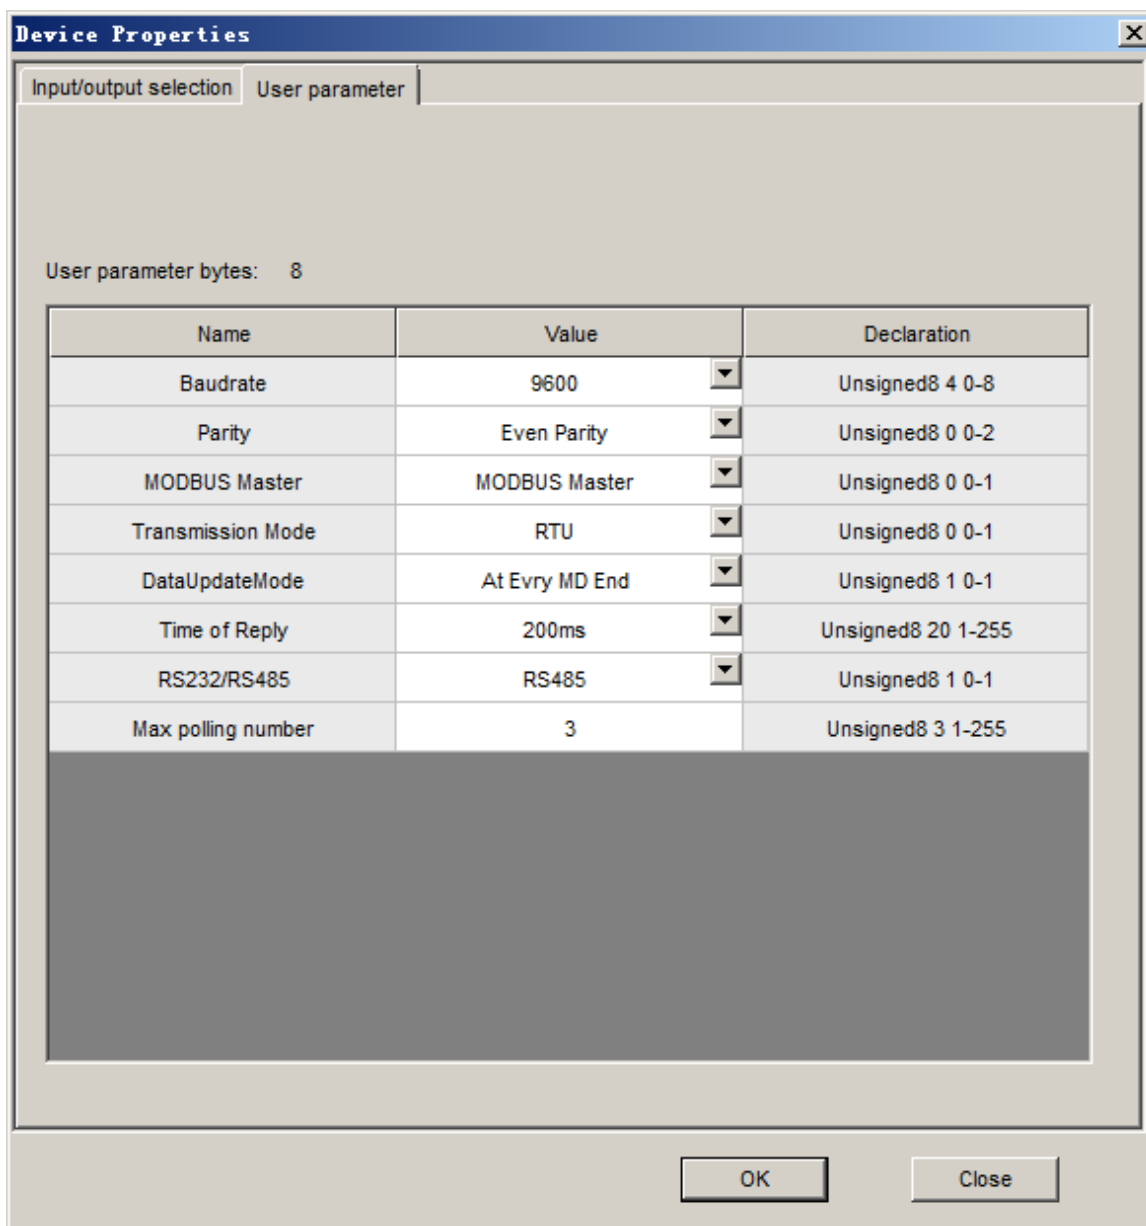 Device Properties
Input/output selection User parameter
User parameter bytes: 8
Name Value Declaration
Baudrate 9600 Unsigned8 4 0-8
Parity Even Parity Unsigned8 0 0-2
MODBUS Master MODBUS Master Unsigned8 0 0-1
Transmission Mode RTU Unsigned8 0 0-1
DataUpdateMode At Evry MD End Unsigned8 1 0-1
Time of Reply 200ms Unsigned8 20 1-255
RS232/RS485 RS485 Unsigned8 1 0-1
Max polling number 3 Unsigned8 3 1-255
OK Close